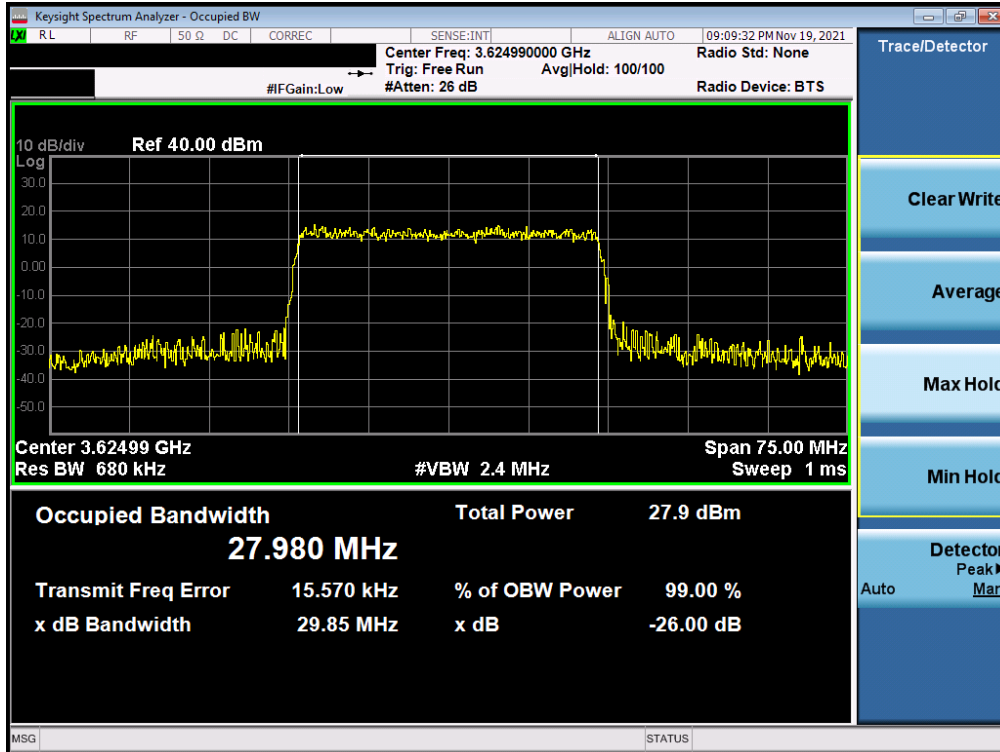 Keysight Spectrum Analyzer - Occupied BW
LXI RL RF 50 Ω DC CORREC SENSE:INT ALIGN AUTO 09:09:32 PM Nov 19, 2021
Center Freq: 3.624990000 GHz Radio Std: None
Trig: Free Run Avg|Hold: 100/100
#IFGain:Low #Atten: 26 dB Radio Device: BTS
10 dB/div Ref 40.00 dBm
Log
30.0
20.0
10.0
0.00
-10.0
-20.0
-30.0
-40.0
-50.0
Center 3.62499 GHz Span 75.00 MHz
Res BW 680 kHz #VBW 2.4 MHz Sweep 1 ms
Occupied Bandwidth Total Power 27.9 dBm
27.980 MHz
Transmit Freq Error 15.570 kHz % of OBW Power 99.00 %
x dB Bandwidth 29.85 MHz x dB -26.00 dB
Trace/Detector
Clear Write
Average
Max Hold
Min Hold
Detector
Peak
Auto Man
MSG STATUS